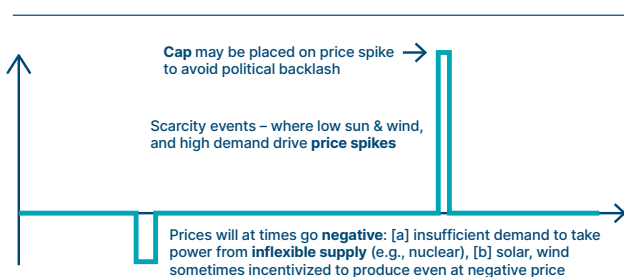 Cap may be placed on price spike
to avoid political backlash
Scarcity events – where low sun & wind,
and high demand drive price spikes
Prices will at times go negative: [a] insufficient demand to take
power from inflexible supply (e.g., nuclear), [b] solar, wind
sometimes incentivized to produce even at negative price